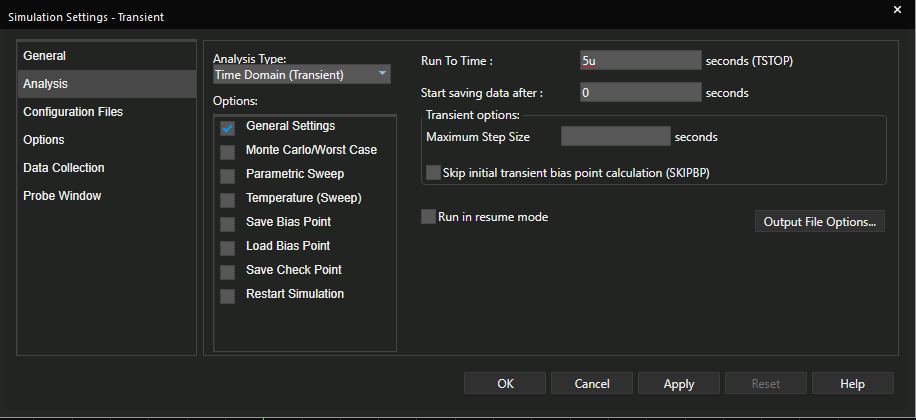 Simulation Settings - Transient
General
Analysis
Configuration Files
Options
Data Collection
Probe Window
Analysis Type:
Time Domain (Transient)
Options:
General Settings
Monte Carlo/Worst Case
Parametric Sweep
Temperature (Sweep)
Save Bias Point
Load Bias Point
Save Check Point
Restart Simulation
Run To Time : 5u seconds (TSTOP)
Start saving data after : 0 seconds
Transient options:
Maximum Step Size seconds
Skip initial transient bias point calculation (SKIPBP)
Run in resume mode
Output File Options...
OK Cancel Apply Reset Help